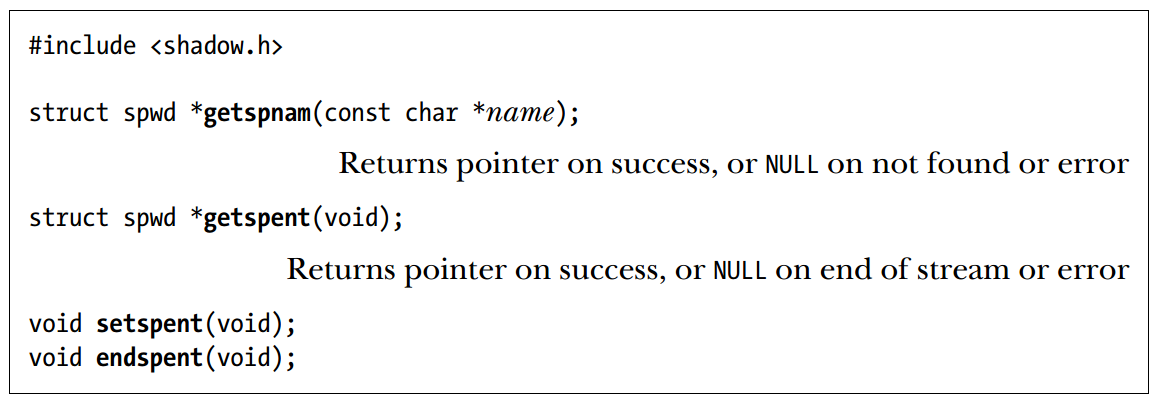 #include <shadow.h>
struct spwd *getspnam(const char *name);
Returns pointer on success, or NULL on not found or error
struct spwd *getspent(void);
Returns pointer on success, or NULL on end of stream or error
void setspent(void);
void endspent(void);